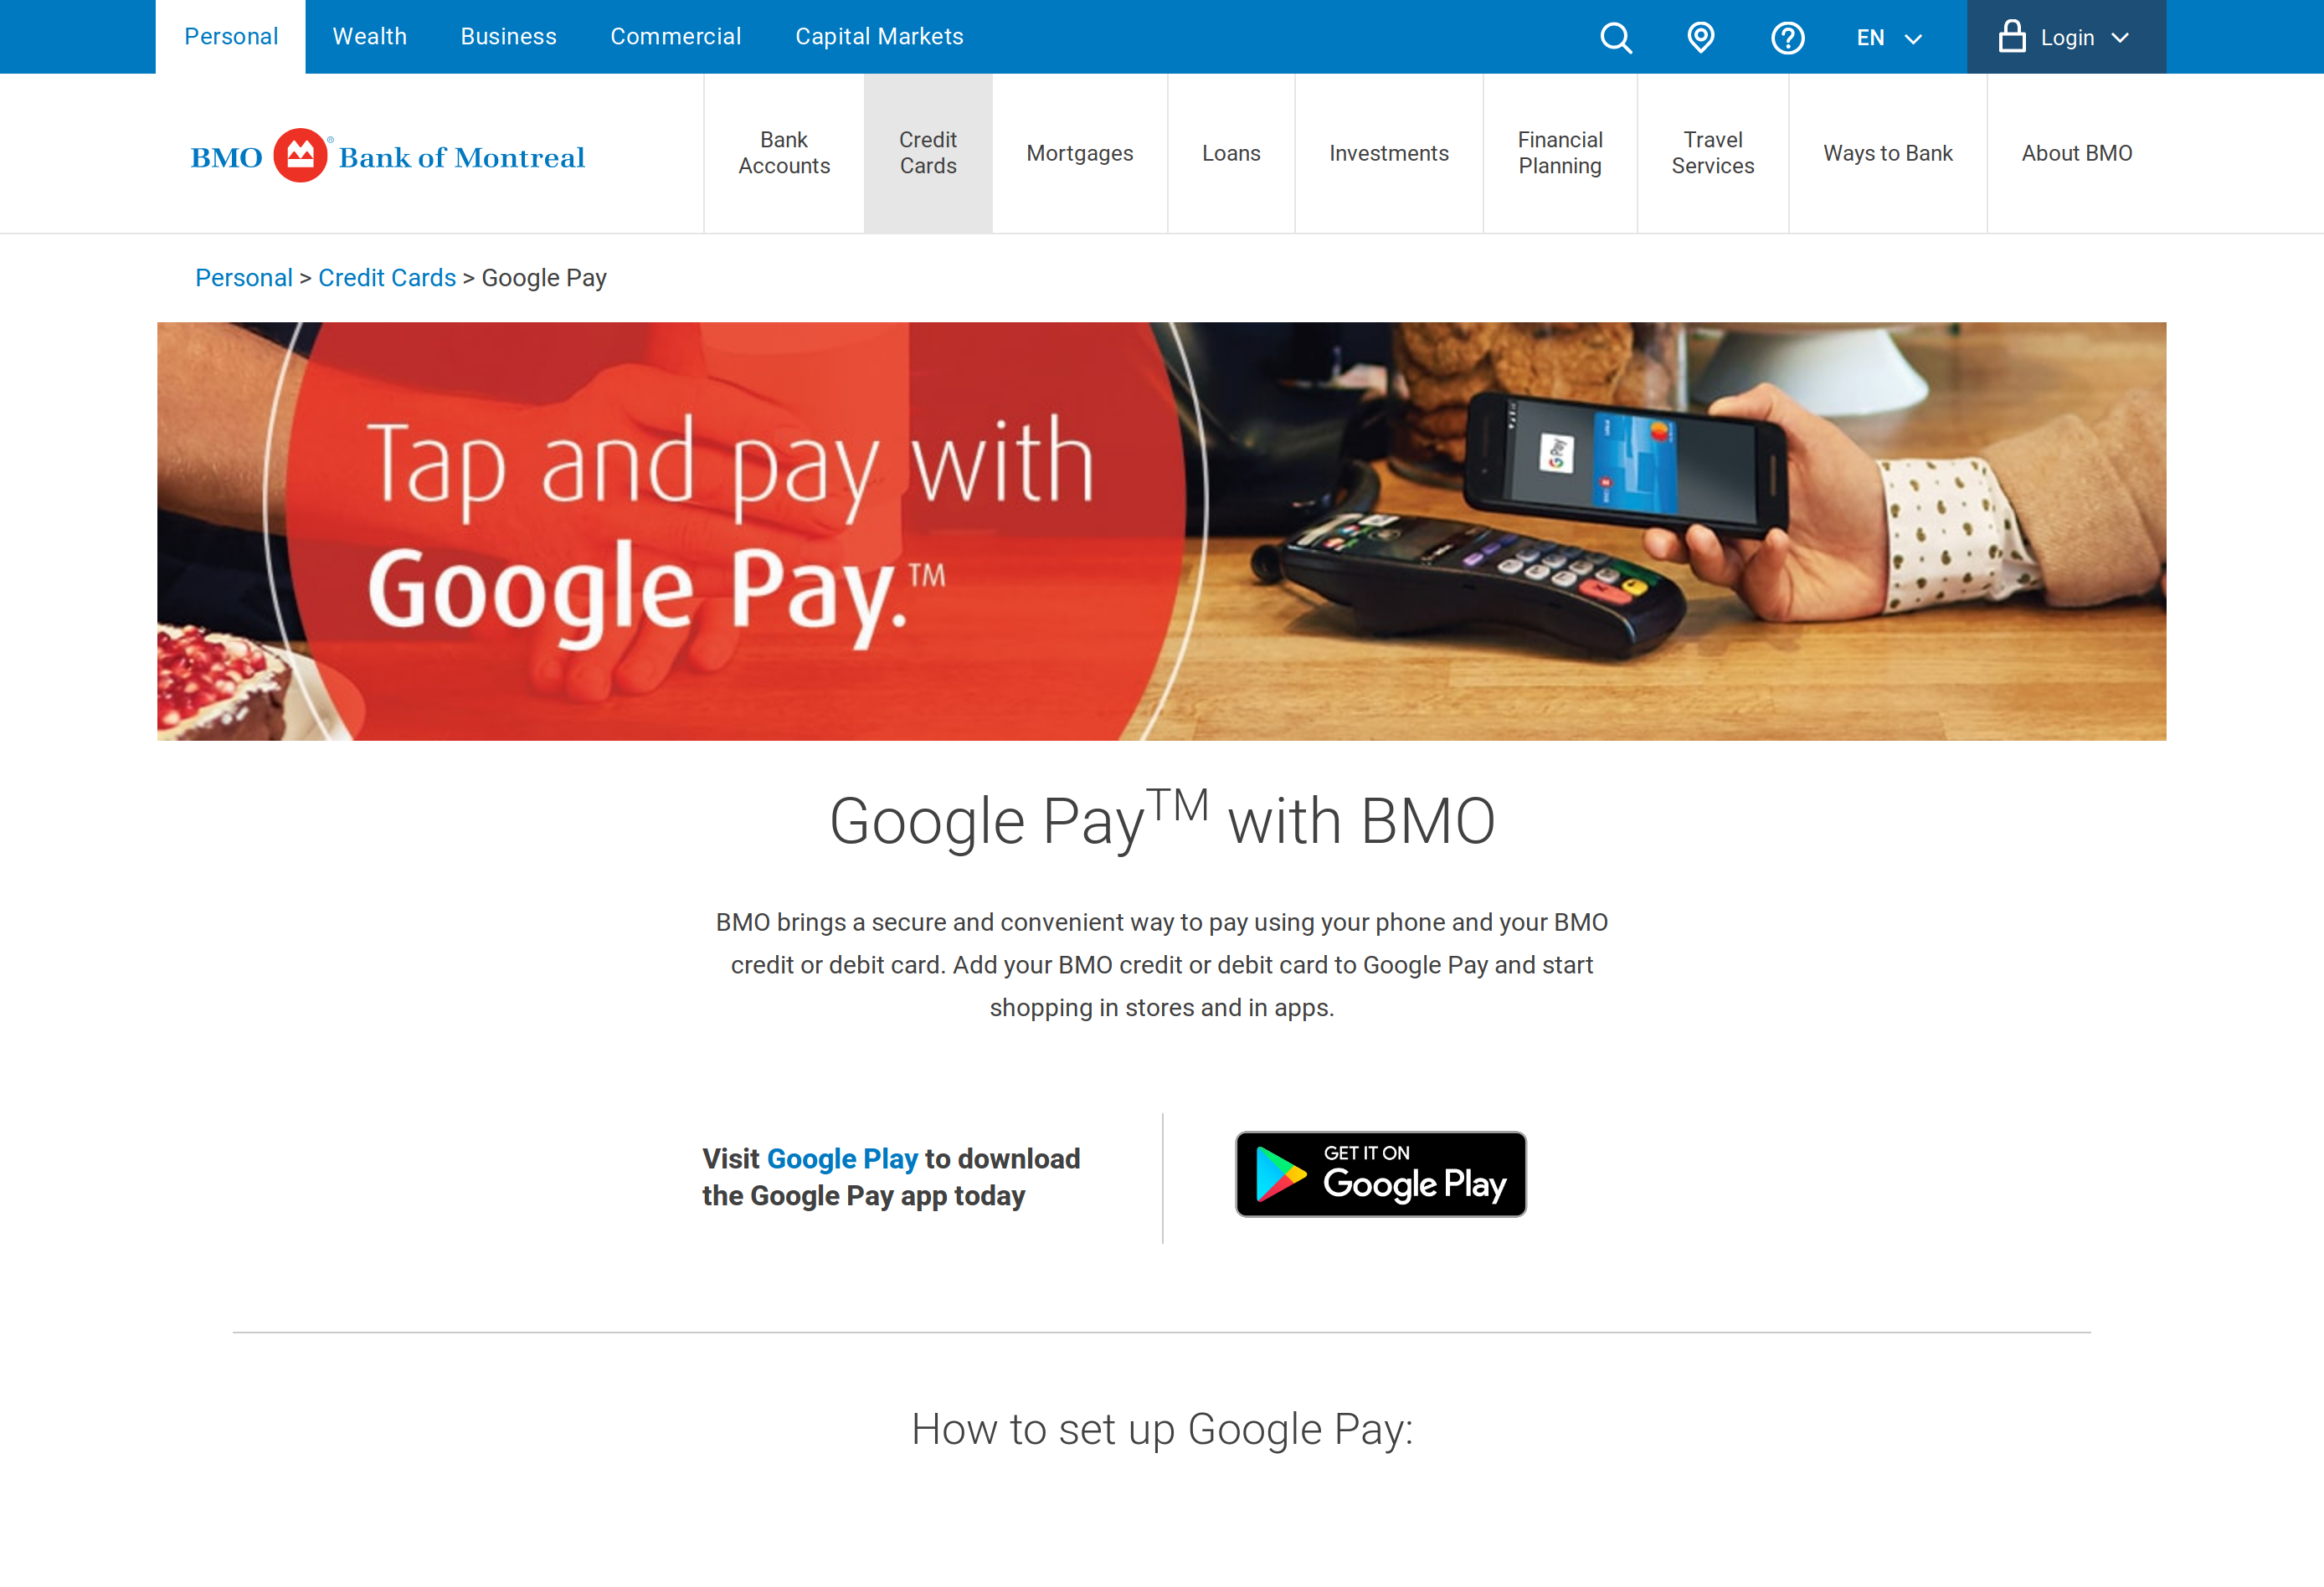 Personal Wealth Business Commercial Capital Markets EN Login
BMO ® Bank of Montreal
Bank Accounts
Credit Cards
Mortgages
Loans
Investments
Financial Planning
Travel Services
Ways to Bank
About BMO
Personal > Credit Cards > Google Pay
Tap and pay with
Google Pay.™
G Pay
Google Pay™ with BMO
BMO brings a secure and convenient way to pay using your phone and your BMO
credit or debit card. Add your BMO credit or debit card to Google Pay and start
shopping in stores and in apps.
Visit Google Play to download
the Google Pay app today
GET IT ON
Google Play
How to set up Google Pay: